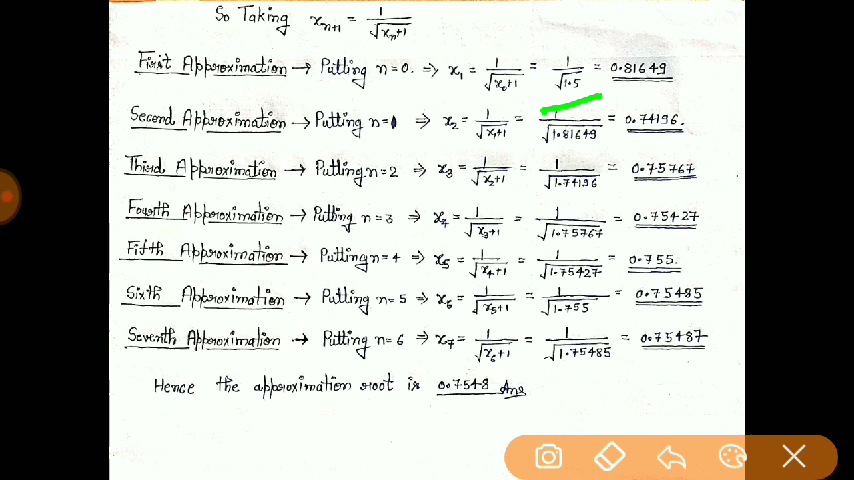 So Taking xₙ₊₁ = 1/√(xₙ+1)
First Approximation → Putting n=0. ⇒ x₁ = 1/√(x₀+1) = 1/√1.5 = 0.81649
Second Approximation → Putting n=1 ⇒ x₂ = 1/√(x₁+1) = 1/√1.81649 = 0.74196.
Third Approximation → Putting n=2 ⇒ x₃ = 1/√(x₂+1) = 1/√1.74196 = 0.75767
Fourth Approximation → Putting n=3 ⇒ x₄ = 1/√(x₃+1) = 1/√1.75767 = 0.75427
Fifth Approximation → Putting n=4 ⇒ x₅ = 1/√(x₄+1) = 1/√1.75427 = 0.755.
Sixth Approximation → Putting n=5 ⇒ x₆ = 1/√(x₅+1) = 1/√1.755 = 0.75485
Seventh Approximation → Putting n=6 ⇒ x₇ = 1/√(x₆+1) = 1/√1.75485 = 0.75487
Hence the approximation root is 0.7548 Ans